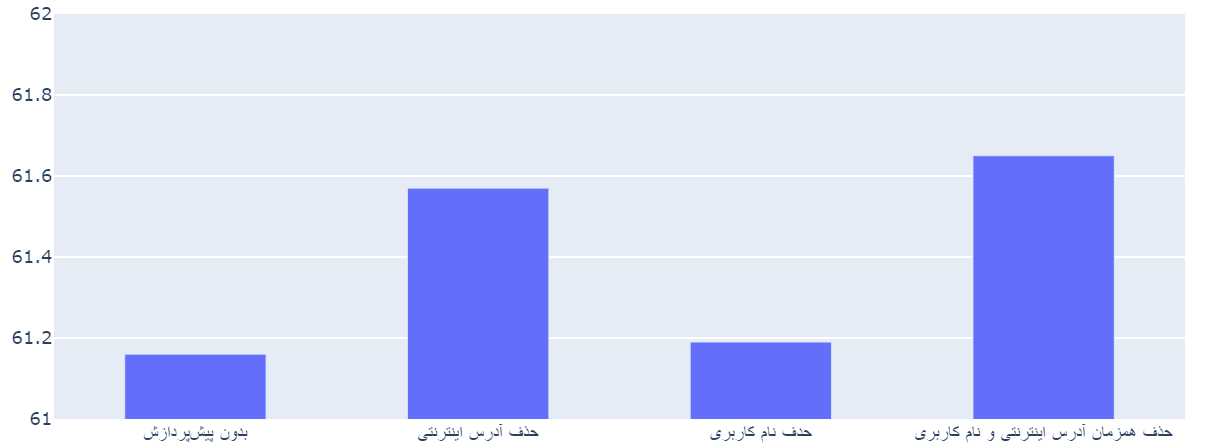 62
61.8
61.6
61.4
61.2
61
بدون پیش‌پردازش
حذف آدرس اینترنتی
حدف نام کاربری
حذف همزمان آدرس اینترنتی و نام کاربری